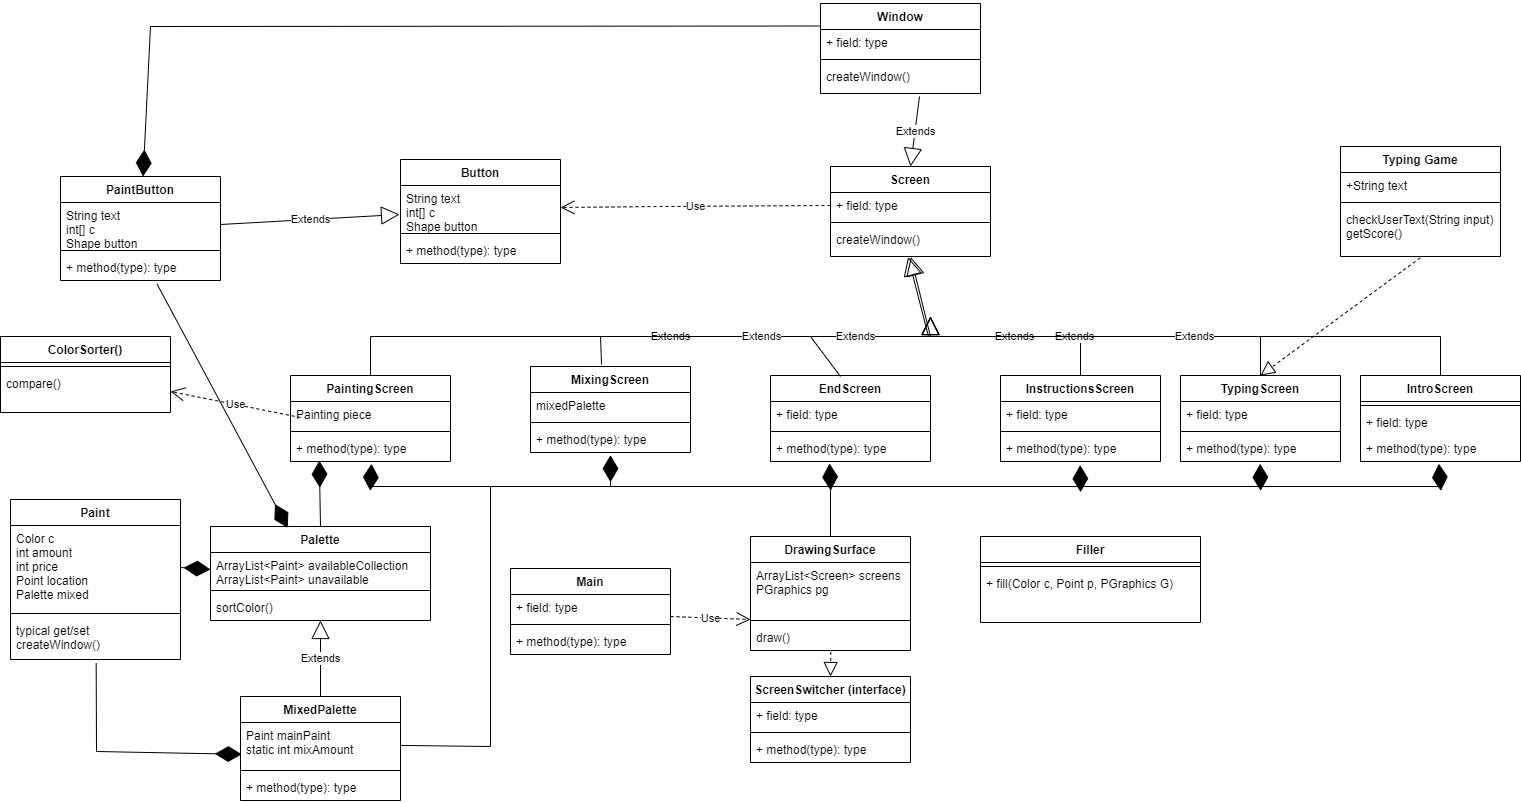 Window
+ field: type
createWindow()
Extends
PaintButton
String text
int[] c
Shape button
+ method(type): type
Extends
Button
String text
int[] c
Shape button
+ method(type): type
Use
Screen
+ field: type
createWindow()
Typing Game
+String text
checkUserText(String input)
getScore()
Extends
Extends
Extends
Extends
Extends
Extends
ColorSorter()
compare()
Use
PaintingScreen
Painting piece
+ method(type): type
MixingScreen
mixedPalette
+ method(type): type
EndScreen
+ field: type
+ method(type): type
InstructionsScreen
+ field: type
+ method(type): type
TypingScreen
+ field: type
+ method(type): type
IntroScreen
+ field: type
+ method(type): type
Paint
Color c
int amount
int price
Point location
Palette mixed
typical get/set
createWindow()
Palette
ArrayList<Paint> availableCollection
ArrayList<Paint> unavailable
sortColor()
Extends
Main
+ field: type
+ method(type): type
Use
DrawingSurface
ArrayList<Screen> screens
PGraphics pg
draw()
Filler
+ fill(Color c, Point p, PGraphics G)
MixedPalette
Paint mainPaint
static int mixAmount
+ method(type): type
ScreenSwitcher (interface)
+ field: type
+ method(type): type